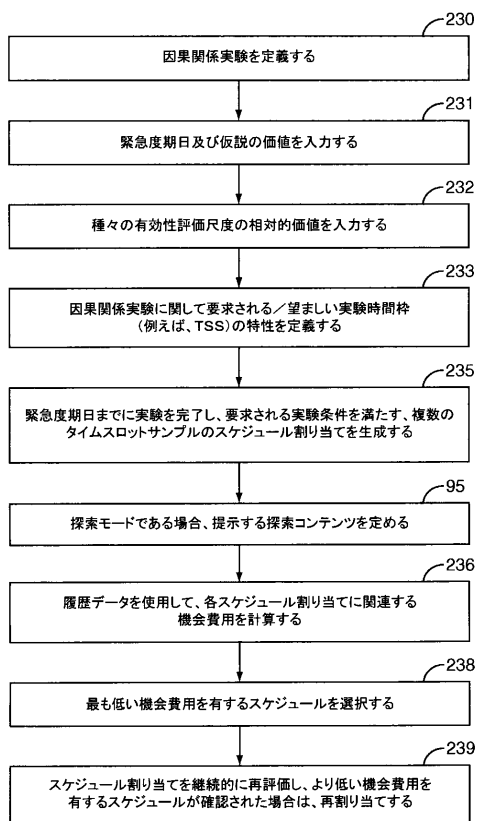 230
因果関係実験を定義する
231
緊急度期日及び仮説の価値を入力する
232
種々の有効性評価尺度の相対的価値を入力する
233
因果関係実験に関して要求される／望ましい実験時間枠
(例えば、TSS)の特性を定義する
235
緊急度期日までに実験を完了し、要求される実験条件を満たす、複数の
タイムスロットサンプルのスケジュール割り当てを生成する
95
探索モードである場合、提示する探索コンテンツを定める
236
履歴データを使用して、各スケジュール割り当てに関連する
機会費用を計算する
238
最も低い機会費用を有するスケジュールを選択する
239
スケジュール割り当てを継続的に再評価し、より低い機会費用を
有するスケジュールが確認された場合は、再割り当てする